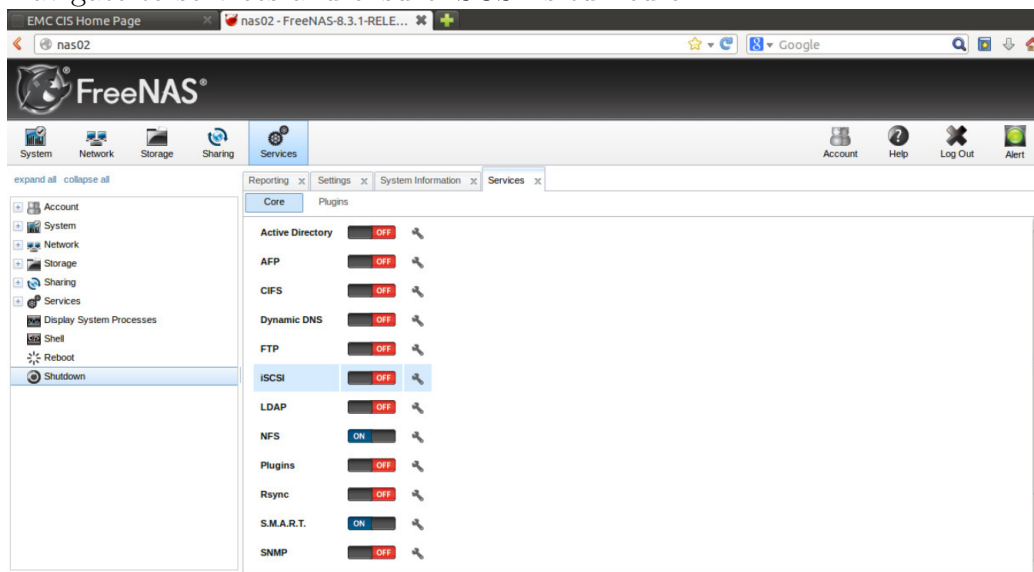 EMC CIS Home Page
nas02 - FreeNAS-8.3.1-RELE...
nas02
Google
FreeNAS®
System Network Storage Sharing Services Account Help Log Out Alert
expand all collapse all
Reporting Settings System Information Services
Core Plugins
Account
System
Network
Storage
Sharing
Services
Display System Processes
Shell
Reboot
Shutdown
Active Directory OFF
AFP OFF
CIFS OFF
Dynamic DNS OFF
FTP OFF
iSCSI OFF
LDAP OFF
NFS ON
Plugins OFF
Rsync OFF
S.M.A.R.T. ON
SNMP OFF